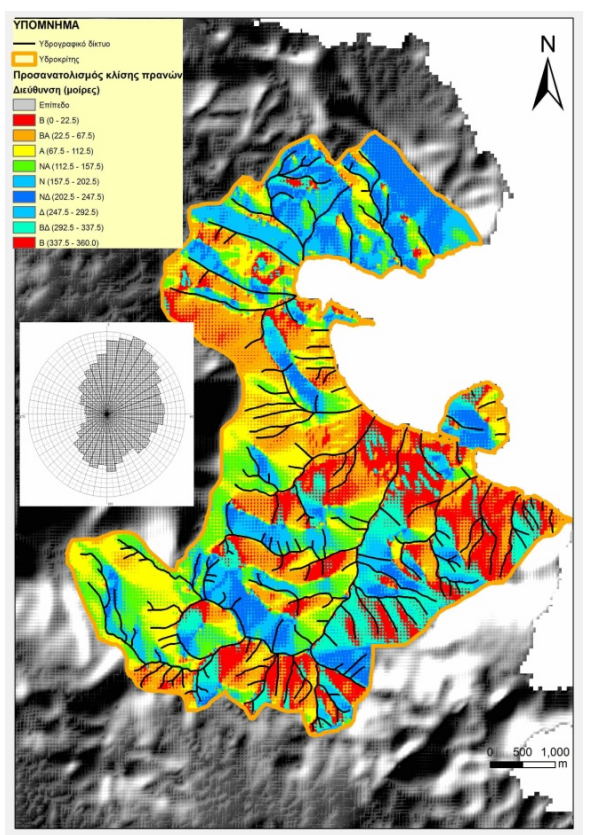 ΥΠΟΜΝΗΜΑ
Υδρογραφικό δίκτυο
Υδροκρίτης
Προσανατολισμός κλίσης πρανών
Διεύθυνση (μοίρες)
Επίπεδο
Β (0 - 22.5)
ΒΑ (22.5 - 67.5)
Α (67.5 - 112.5)
ΝΑ (112.5 - 157.5)
Ν (157.5 - 202.5)
ΝΔ (202.5 - 247.5)
Δ (247.5 - 292.5)
ΒΔ (292.5 - 337.5)
Β (337.5 - 360.0)
N
0 500 1,000
m